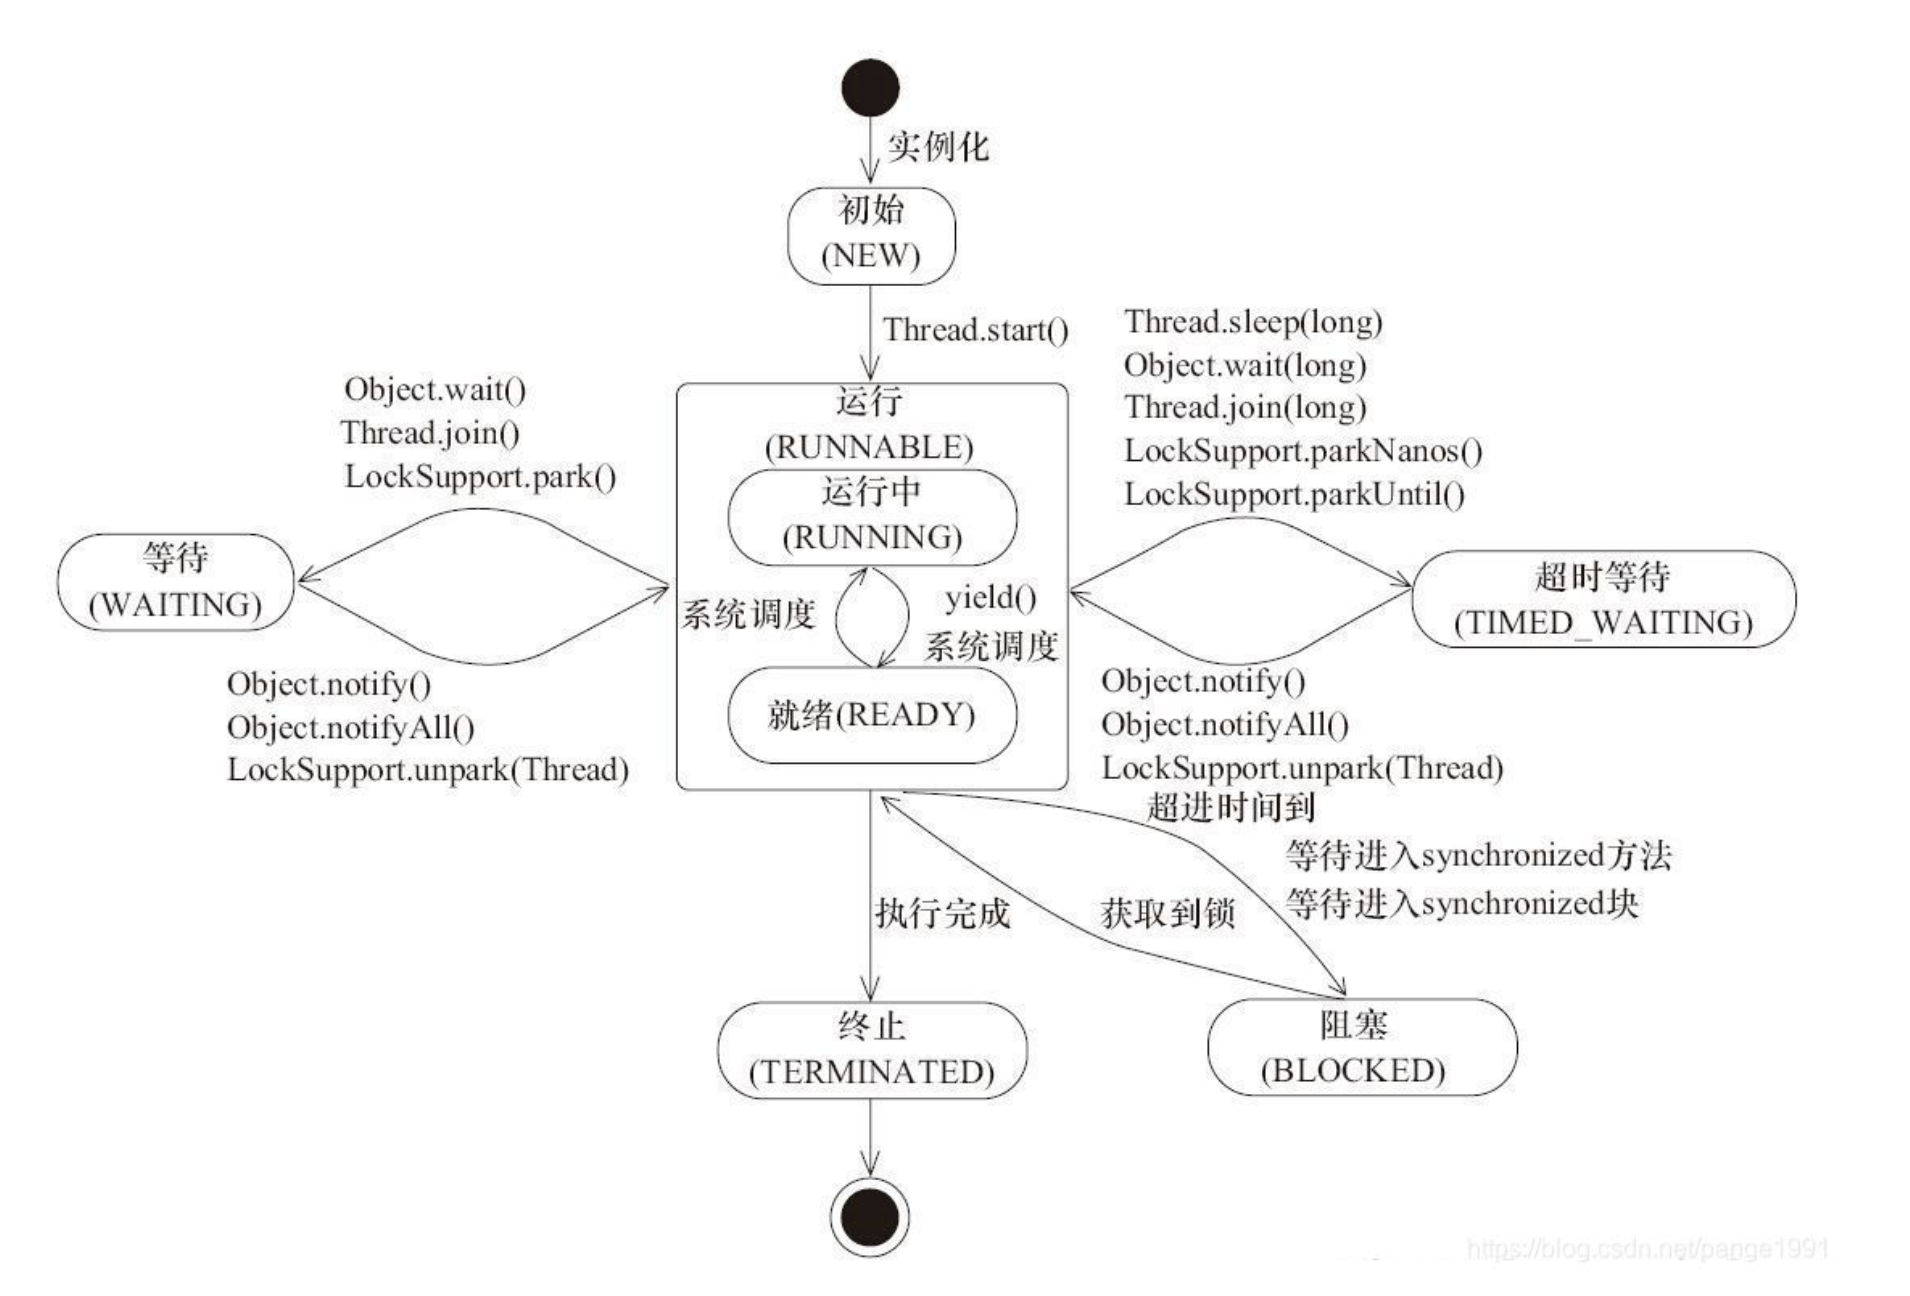 实例化
初始
(NEW)
Thread.start()
Object.wait()
Thread.join()
LockSupport.park()
Thread.sleep(long)
Object.wait(long)
Thread.join(long)
LockSupport.parkNanos()
LockSupport.parkUntil()
运行
(RUNNABLE)
运行中
(RUNNING)
等待
(WAITING)
系统调度
yield()
系统调度
超时等待
(TIMED_WAITING)
就绪(READY)
Object.notify()
Object.notifyAll()
LockSupport.unpark(Thread)
Object.notify()
Object.notifyAll()
LockSupport.unpark(Thread)
超进时间到
等待进入synchronized方法
等待进入synchronized块
执行完成
获取到锁
终止
(TERMINATED)
阻塞
(BLOCKED)
https://blog.csdn.net/pange1991